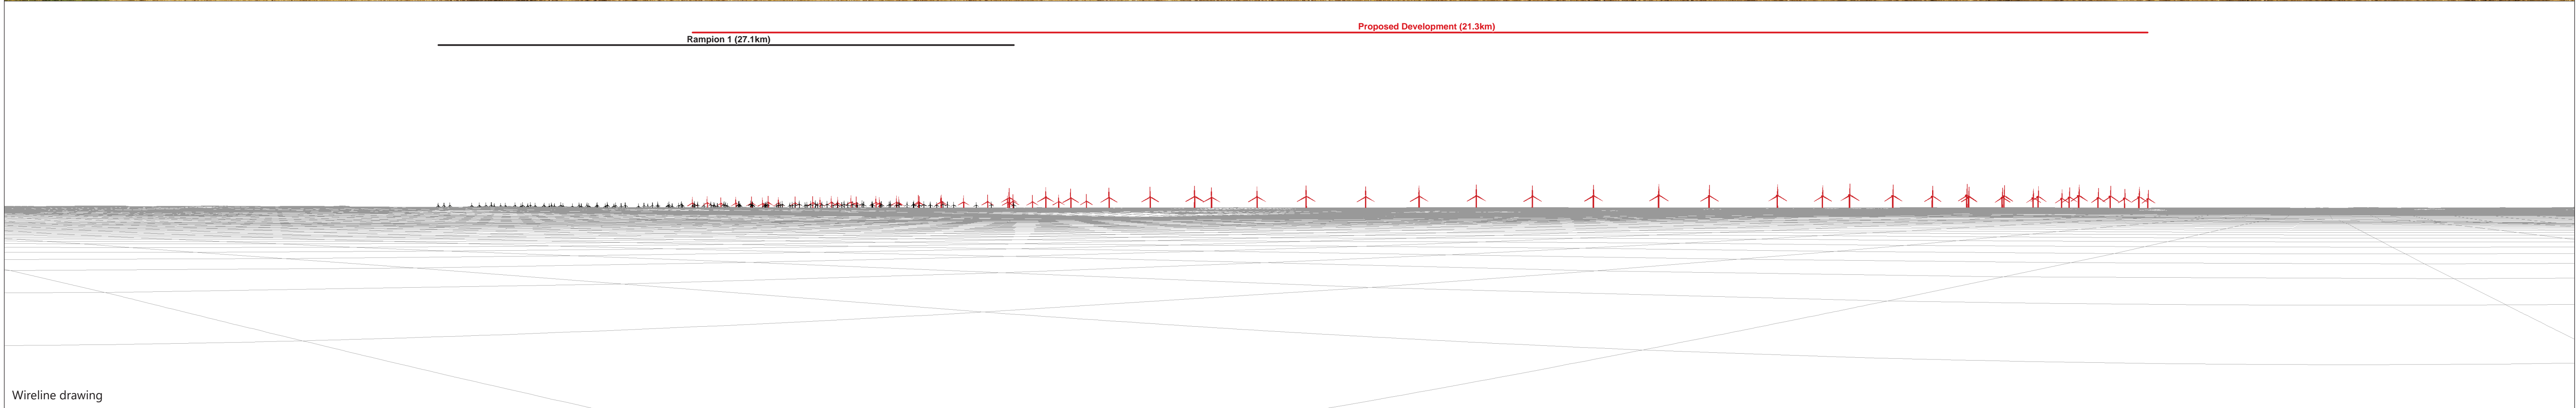 Proposed Development (21.3km)
Rampion 1 (27.1km)
Wireline drawing